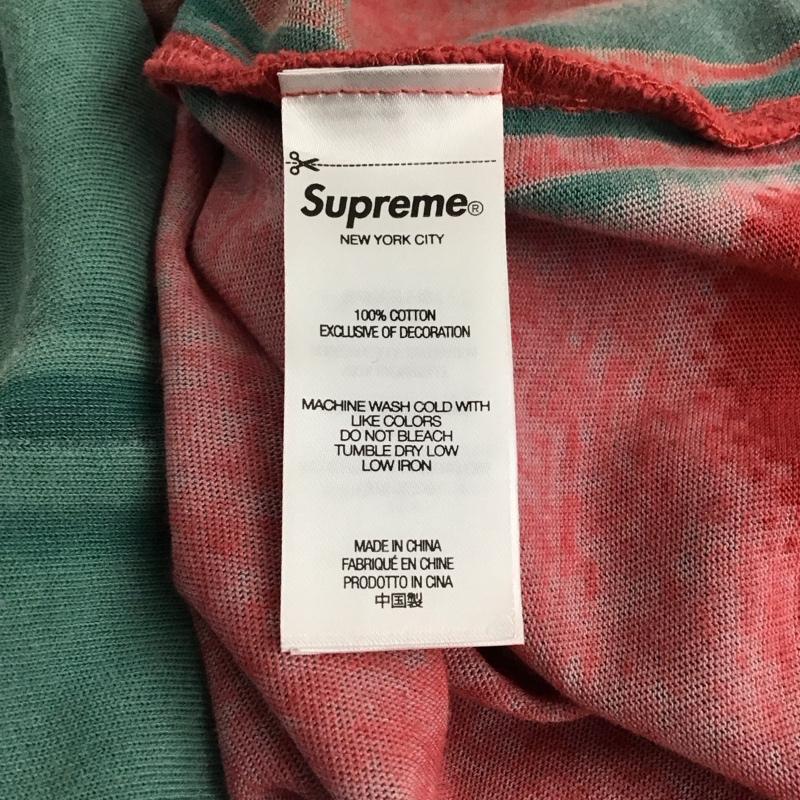 Supreme®
NEW YORK CITY
100% COTTON
EXCLUSIVE OF DECORATION
MACHINE WASH COLD WITH
LIKE COLORS
DO NOT BLEACH
TUMBLE DRY LOW
LOW IRON
MADE IN CHINA
FABRIQUÉ EN CHINE
PRODOTTO IN CINA
中国製